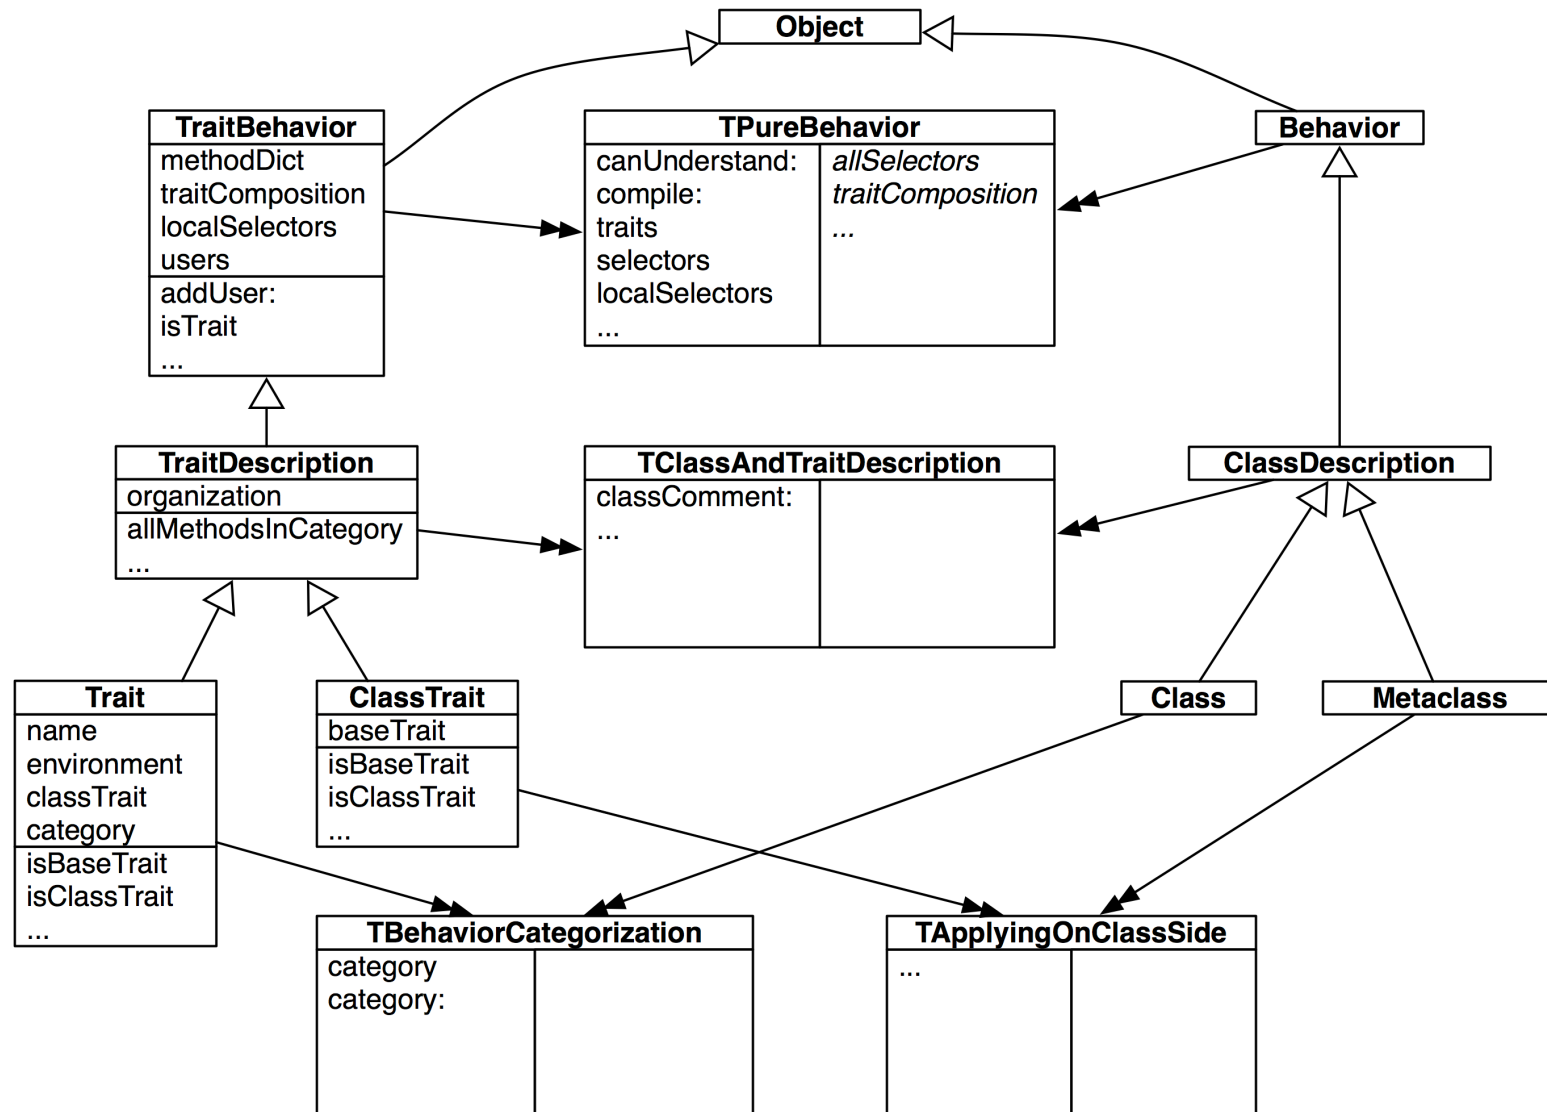 Object
TraitBehavior
methodDict
traitComposition
localSelectors
users
addUser:
isTrait
...
TPureBehavior
canUnderstand:
compile:
traits
selectors
localSelectors
...
allSelectors
traitComposition
...
Behavior
TraitDescription
organization
allMethodsInCategory
...
TClassAndTraitDescription
classComment:
...
ClassDescription
Trait
name
environment
classTrait
category
isBaseTrait
isClassTrait
...
ClassTrait
baseTrait
isBaseTrait
isClassTrait
...
Class
Metaclass
TBehaviorCategorization
category
category:
TApplyingOnClassSide
...